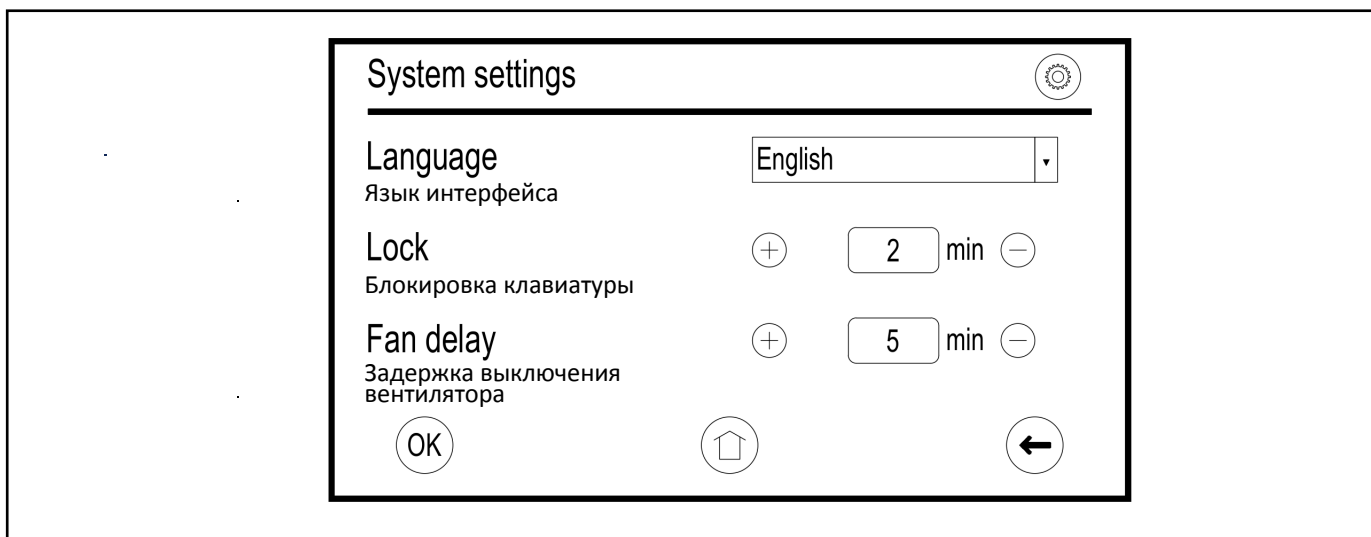 System settings
Language
English
Язык интерфейса
Lock
2
min
Блокировка клавиатуры
Fan delay
5
min
Задержка выключения
вентилятора
OK